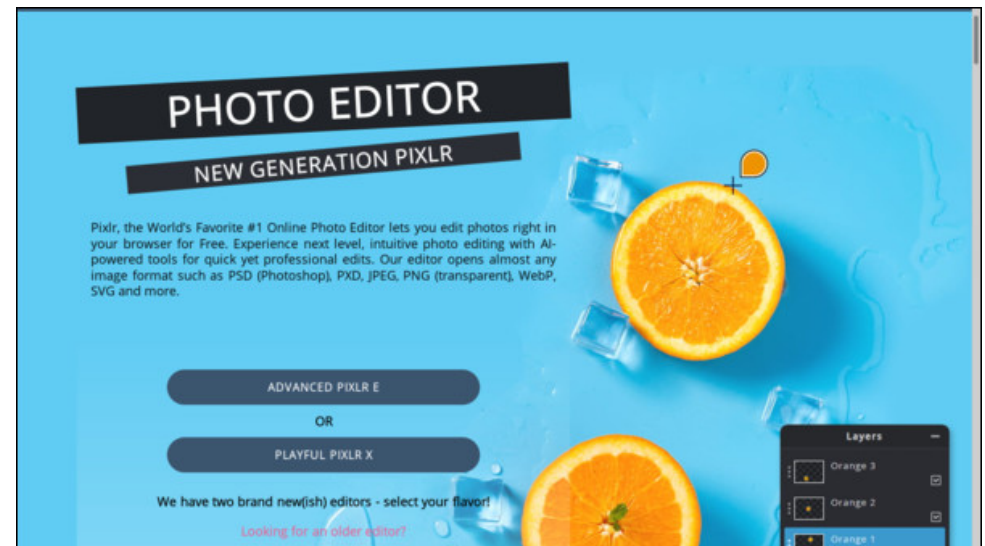 PHOTO EDITOR
NEW GENERATION PIXLR
Pixlr, the World's Favorite #1 Online Photo Editor lets you edit photos right in
your browser for Free. Experience next level, intuitive photo editing with AI-
powered tools for quick yet professional edits. Our editor opens almost any
image format such as PSD (Photoshop), PXD, JPEG, PNG (transparent), WebP,
SVG and more.
ADVANCED PIXLR E
OR
PLAYFUL PIXLR X
We have two brand new(ish) editors - select your flavor!
Looking for an older editor?
Layers
Orange 3
Orange 2
Orange 1